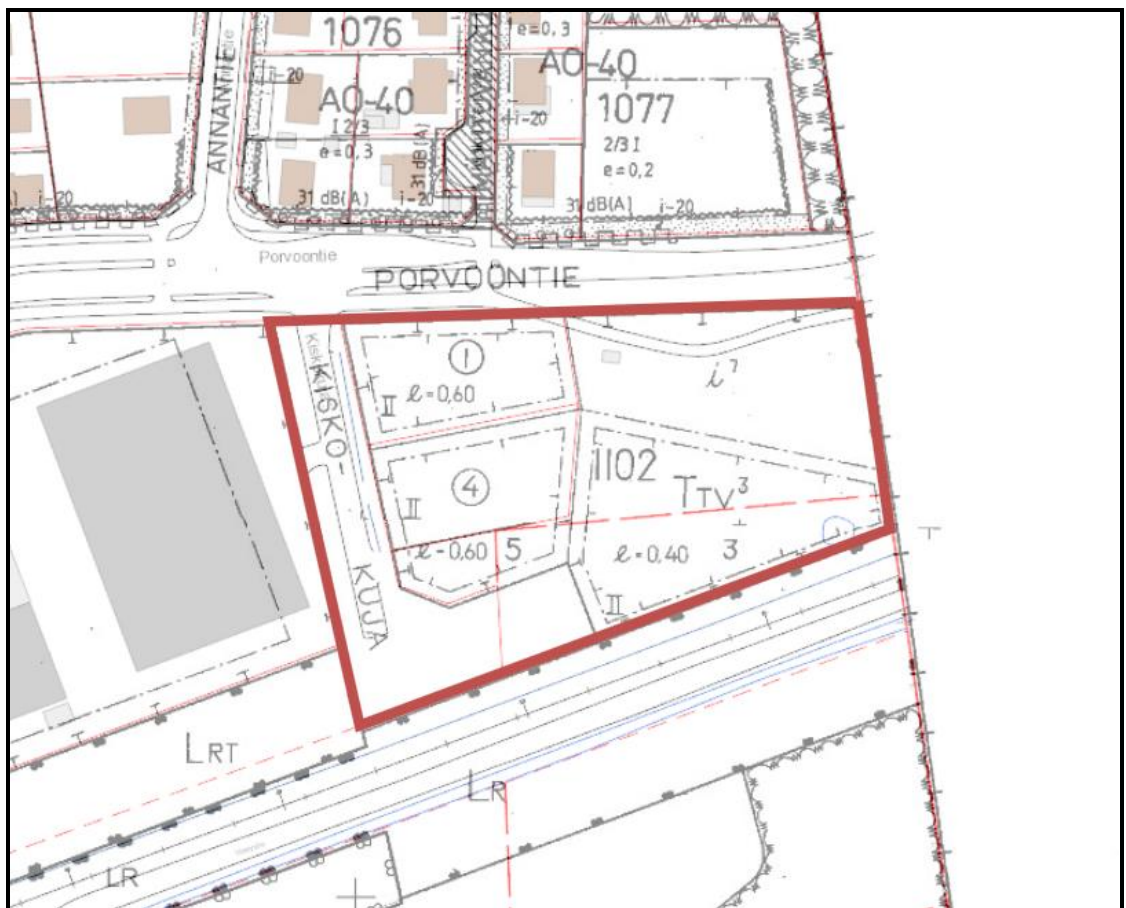 1076
e=0,3
AO-40
ANNANTIE
i-20
AO-40
1077
I 2/3
i-20
2/3 I
e=0,3
31 dB(A)
e=0,2
i-20
31 dB(A) i-20
31 dB(A) i-20
Porvoontie
PORVOONTIE
KISKO-
KUJA
1
II e=0,60
i⁷
4
II
1102
TTV³
e=0,60 5
e=0,40 3
II
LRT
LR
LR